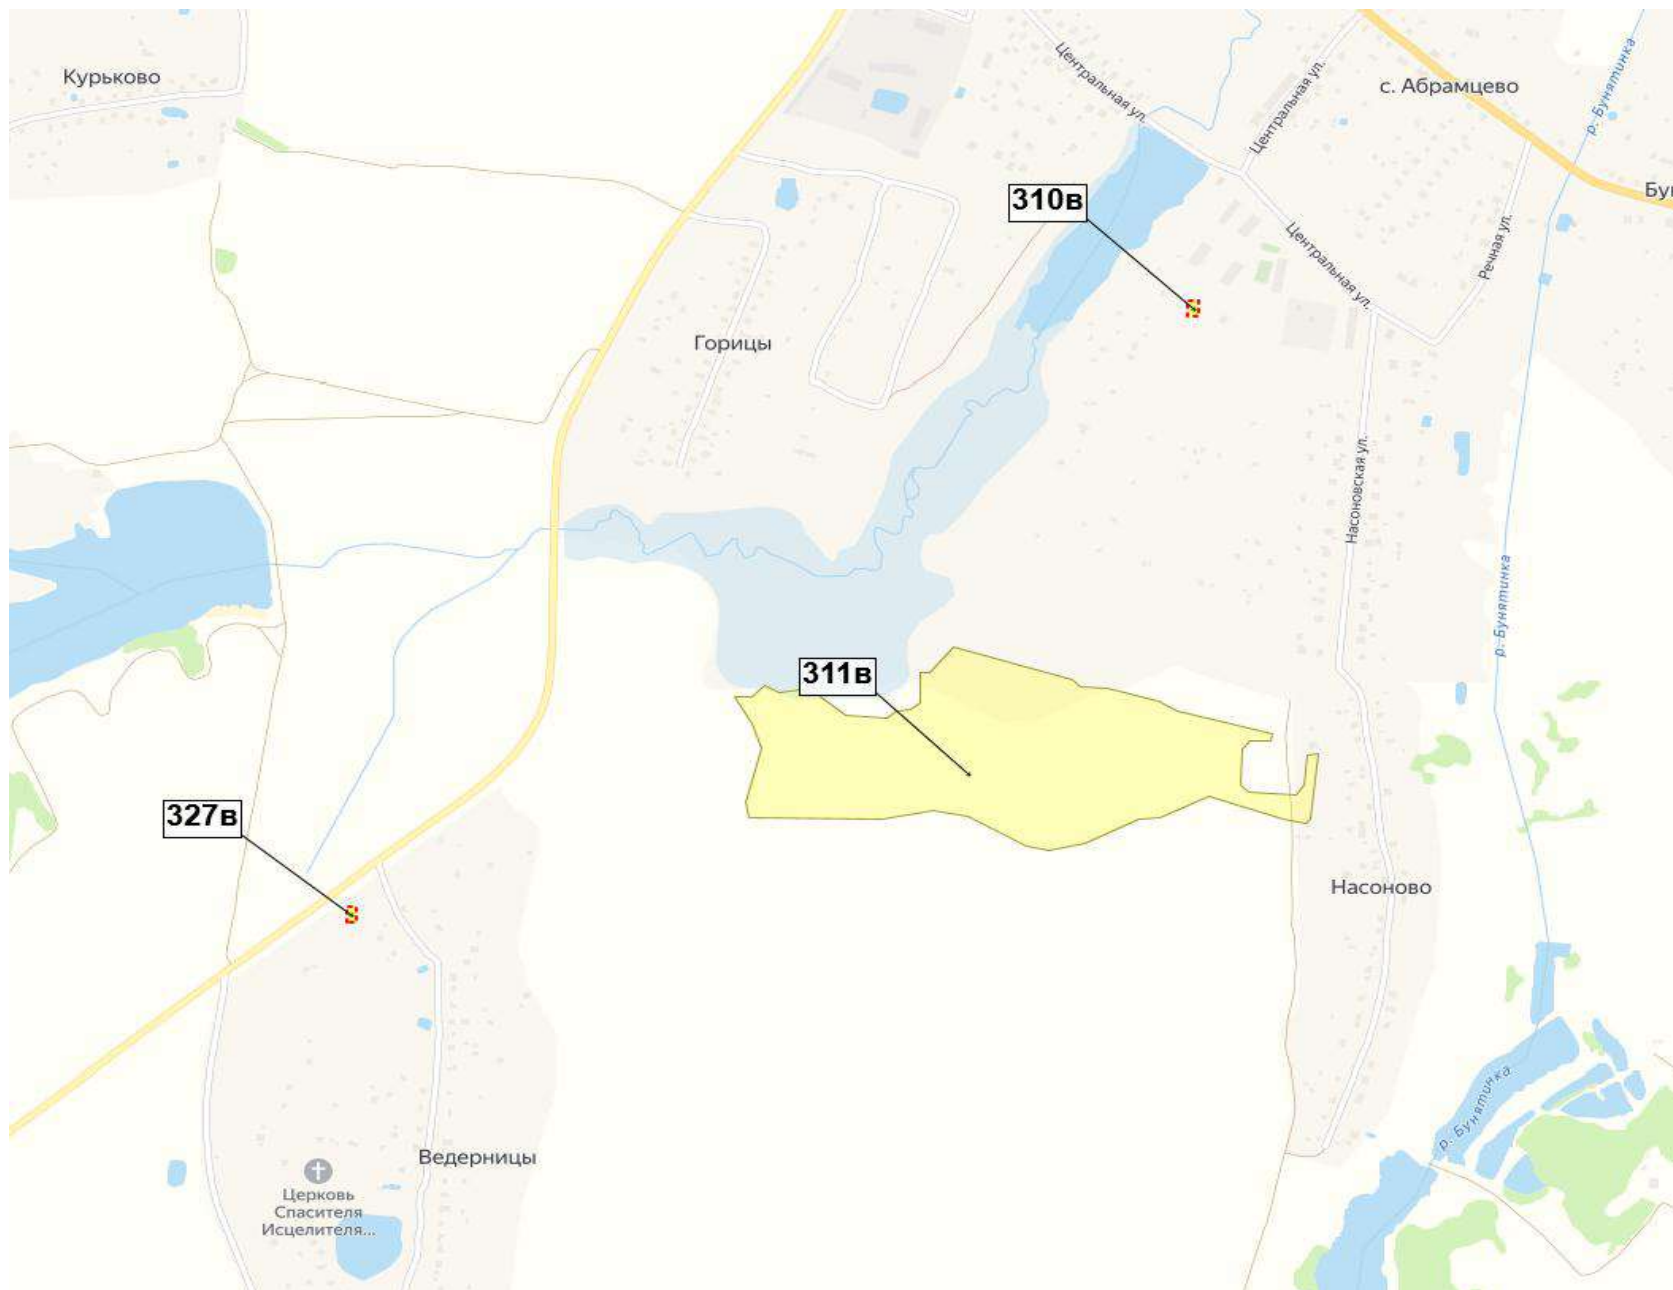 Курьково
Центральная ул.
Центральная ул.
с. Абрамцево
р. Бунятинка
310в
Бун
Центральная ул.
Речная ул.
Горицы
Насоновская ул.
р. Бунятинка
311в
327в
Насоново
р. Бунятинка
Ведерницы
Церковь
Спасителя
Исцелителя...